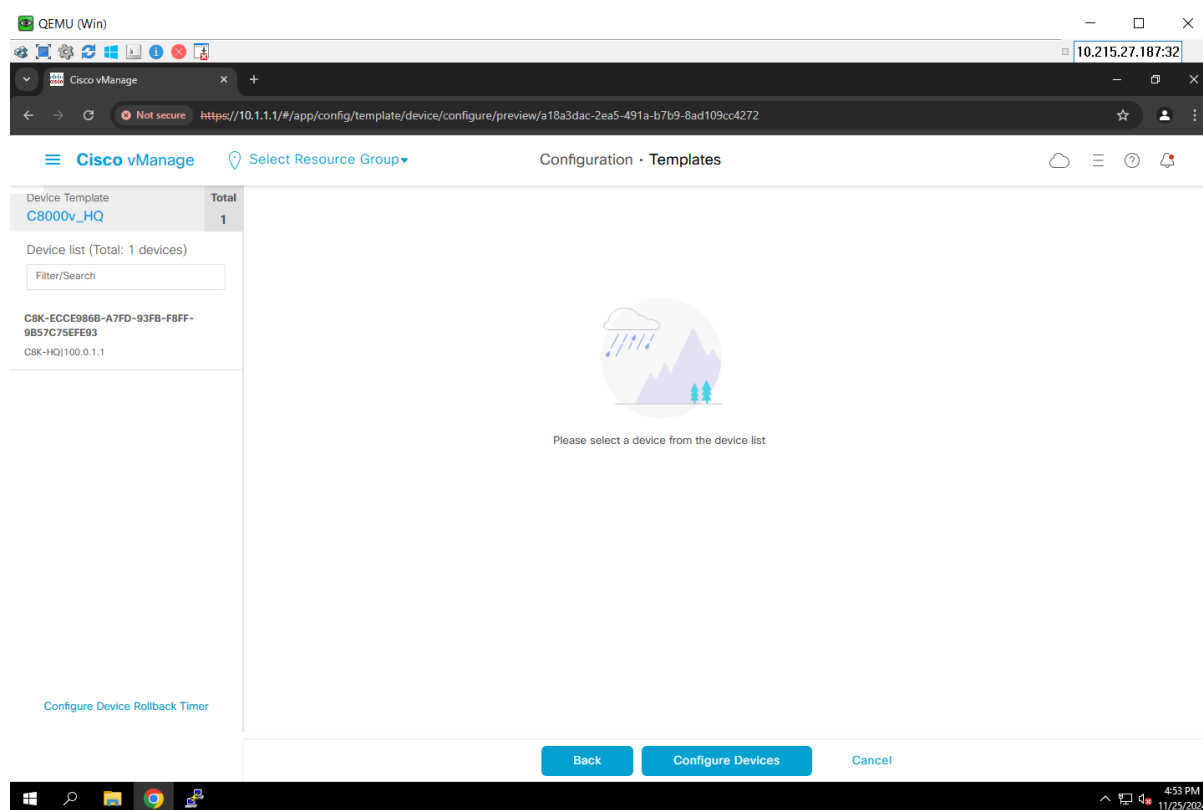 QEMU (Win)
10.215.27.187:32
Cisco vManage
Not secure https://10.1.1.1/#/app/config/template/device/configure/preview/a18a3dac-2ea5-491a-b7b9-8ad109cc4272
Cisco vManage Select Resource Group Configuration · Templates
Device Template Total
C8000v_HQ 1
Device list (Total: 1 devices)
Filter/Search
C8K-ECCE986B-A7FD-93FB-F8FF-
9B57C75EFE93
C8K-HQ|100.0.1.1
Please select a device from the device list
Configure Device Rollback Timer
Back Configure Devices Cancel
4:53 PM
11/25/202